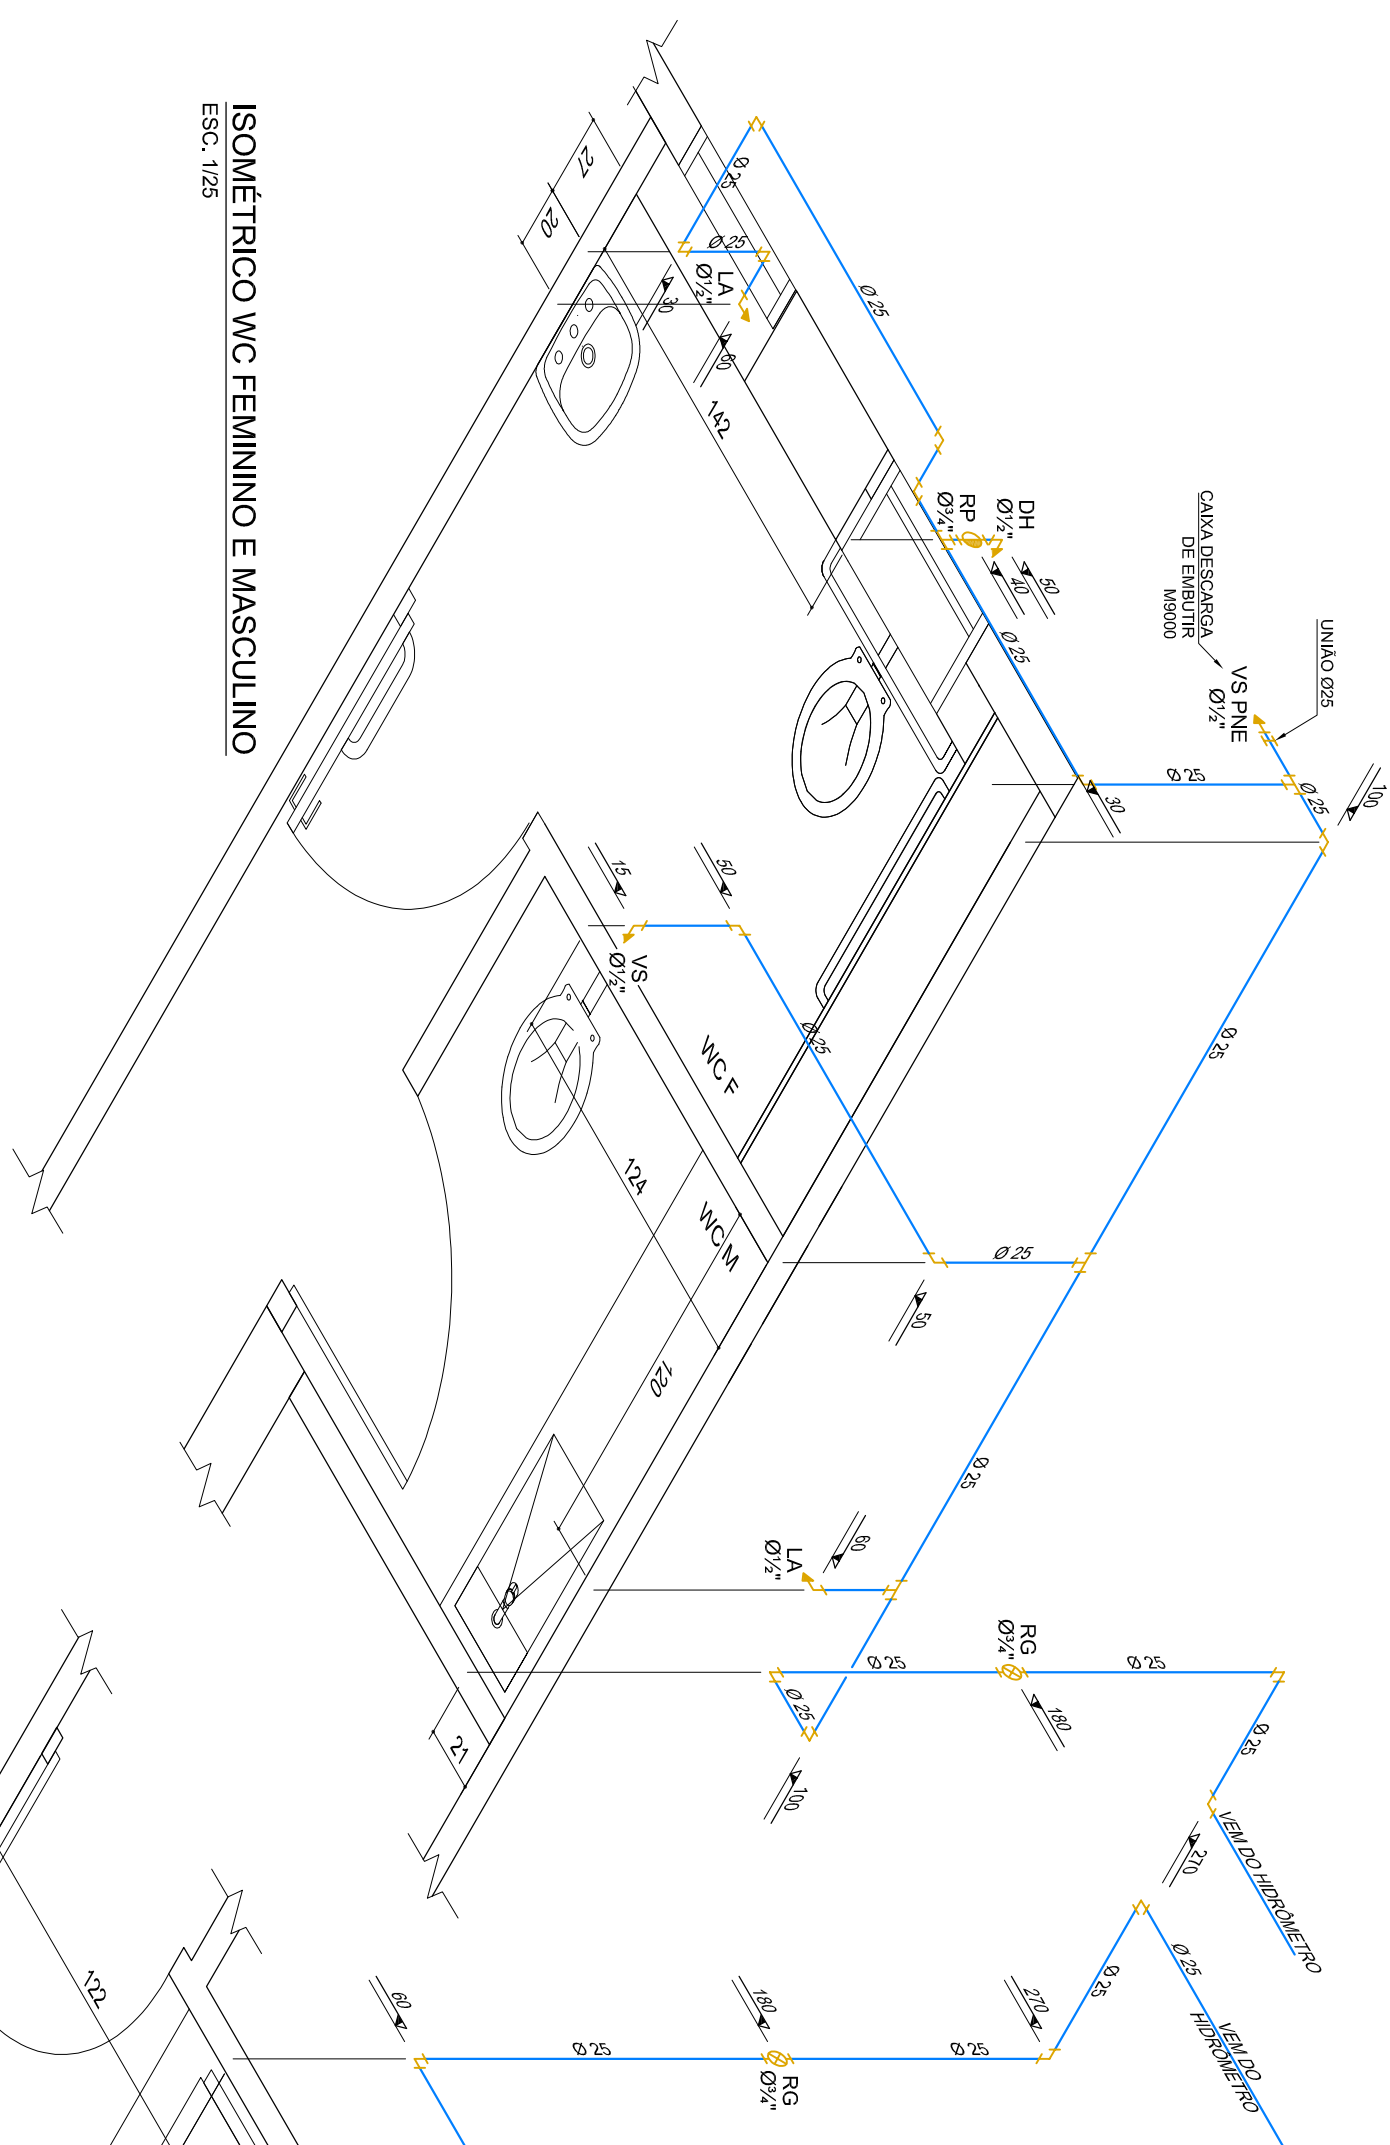 ISOMÉTRICO WC FEMININO E MASCULINO
ESC. 1/25
UNIÃO Ø25
CAIXA DESCARGA
DE EMBUTIR
M9000
VS PNE
Ø½"
100
Ø 25
Ø 25
30
DH
Ø½"
50
40
RP
Ø¾"
Ø 25
Ø 25
Ø 25
Ø 25
LA
Ø½"
30
60
27
20
142
Ø 25
50
15
VS
Ø½"
Ø 25
WC F
WC M
124
120
Ø 25
50
Ø 25
60
LA
Ø½"
RG
Ø¾"
180
Ø 25
Ø 25
Ø 25
100
21
Ø 25
VEM DO HIDRÔMETRO
270
Ø 25
VEM DO
HIDRÔMETRO
Ø 25
270
Ø 25
180
RG
Ø¾"
Ø 25
60
122